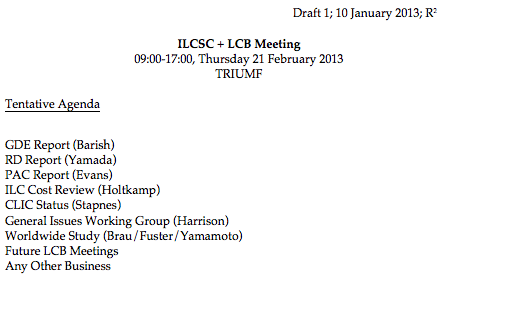 Draft 1; 10 January 2013; R²
ILCSC + LCB Meeting
09:00-17:00, Thursday 21 February 2013
TRIUMF
Tentative Agenda
GDE Report (Barish)
RD Report (Yamada)
PAC Report (Evans)
ILC Cost Review (Holtkamp)
CLIC Status (Stapnes)
General Issues Working Group (Harrison)
Worldwide Study (Brau/Fuster/Yamamoto)
Future LCB Meetings
Any Other Business